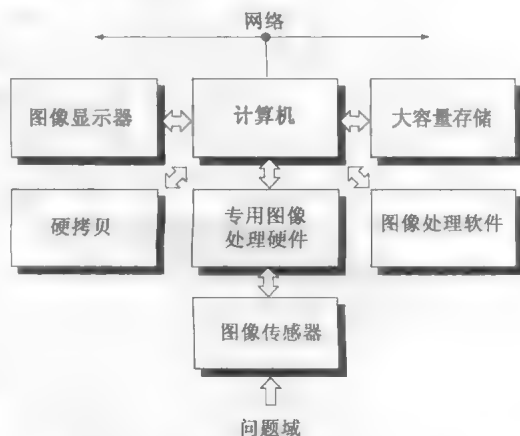 网络
图像显示器
计算机
大容量存储
硬拷贝
专用图像
处理硬件
图像处理软件
图像传感器
问题域